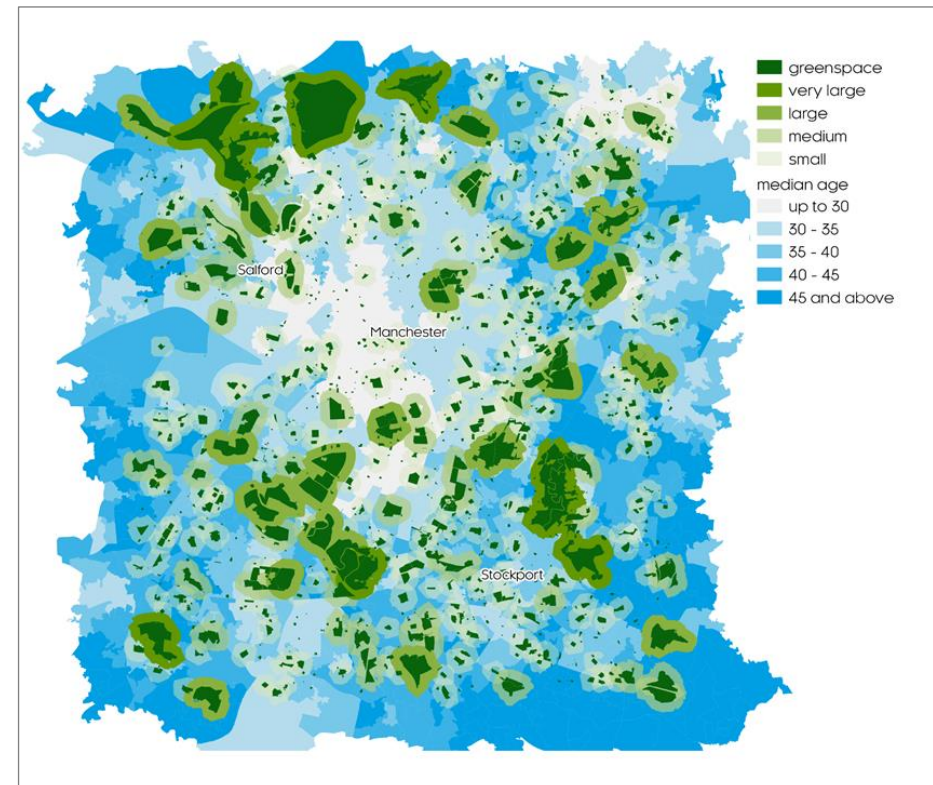 greenspace
very large
large
medium
small
median age
up to 30
30 - 35
35 - 40
40 - 45
45 and above
Salford
Manchester
Stockport